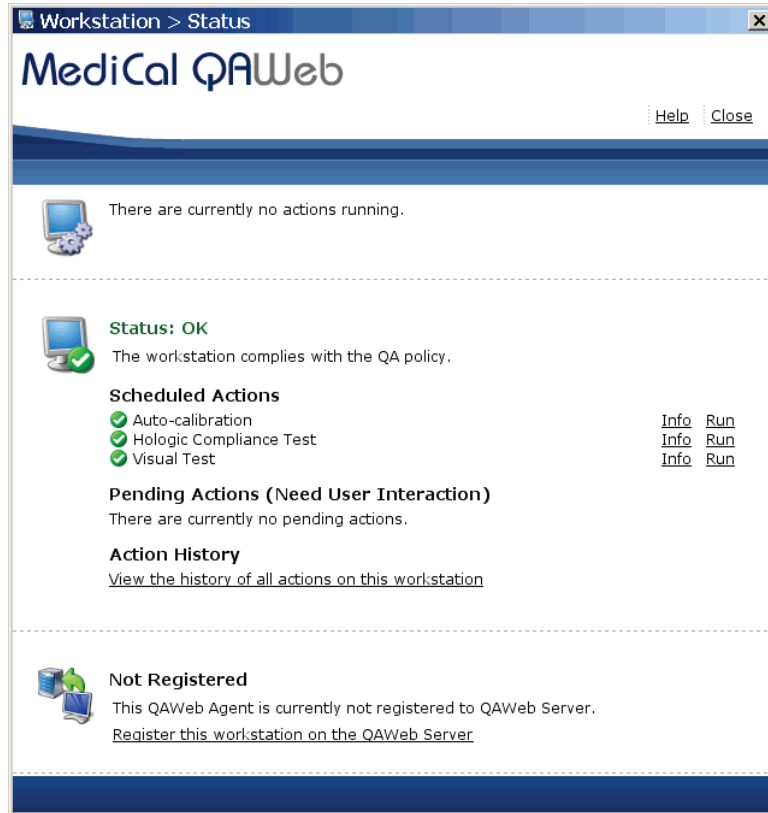 Workstation > Status
MediCal QAWeb
Help Close
There are currently no actions running.
Status: OK
The workstation complies with the QA policy.
Scheduled Actions
Auto-calibration Info Run
Hologic Compliance Test Info Run
Visual Test Info Run
Pending Actions (Need User Interaction)
There are currently no pending actions.
Action History
View the history of all actions on this workstation
Not Registered
This QAWeb Agent is currently not registered to QAWeb Server.
Register this workstation on the QAWeb Server